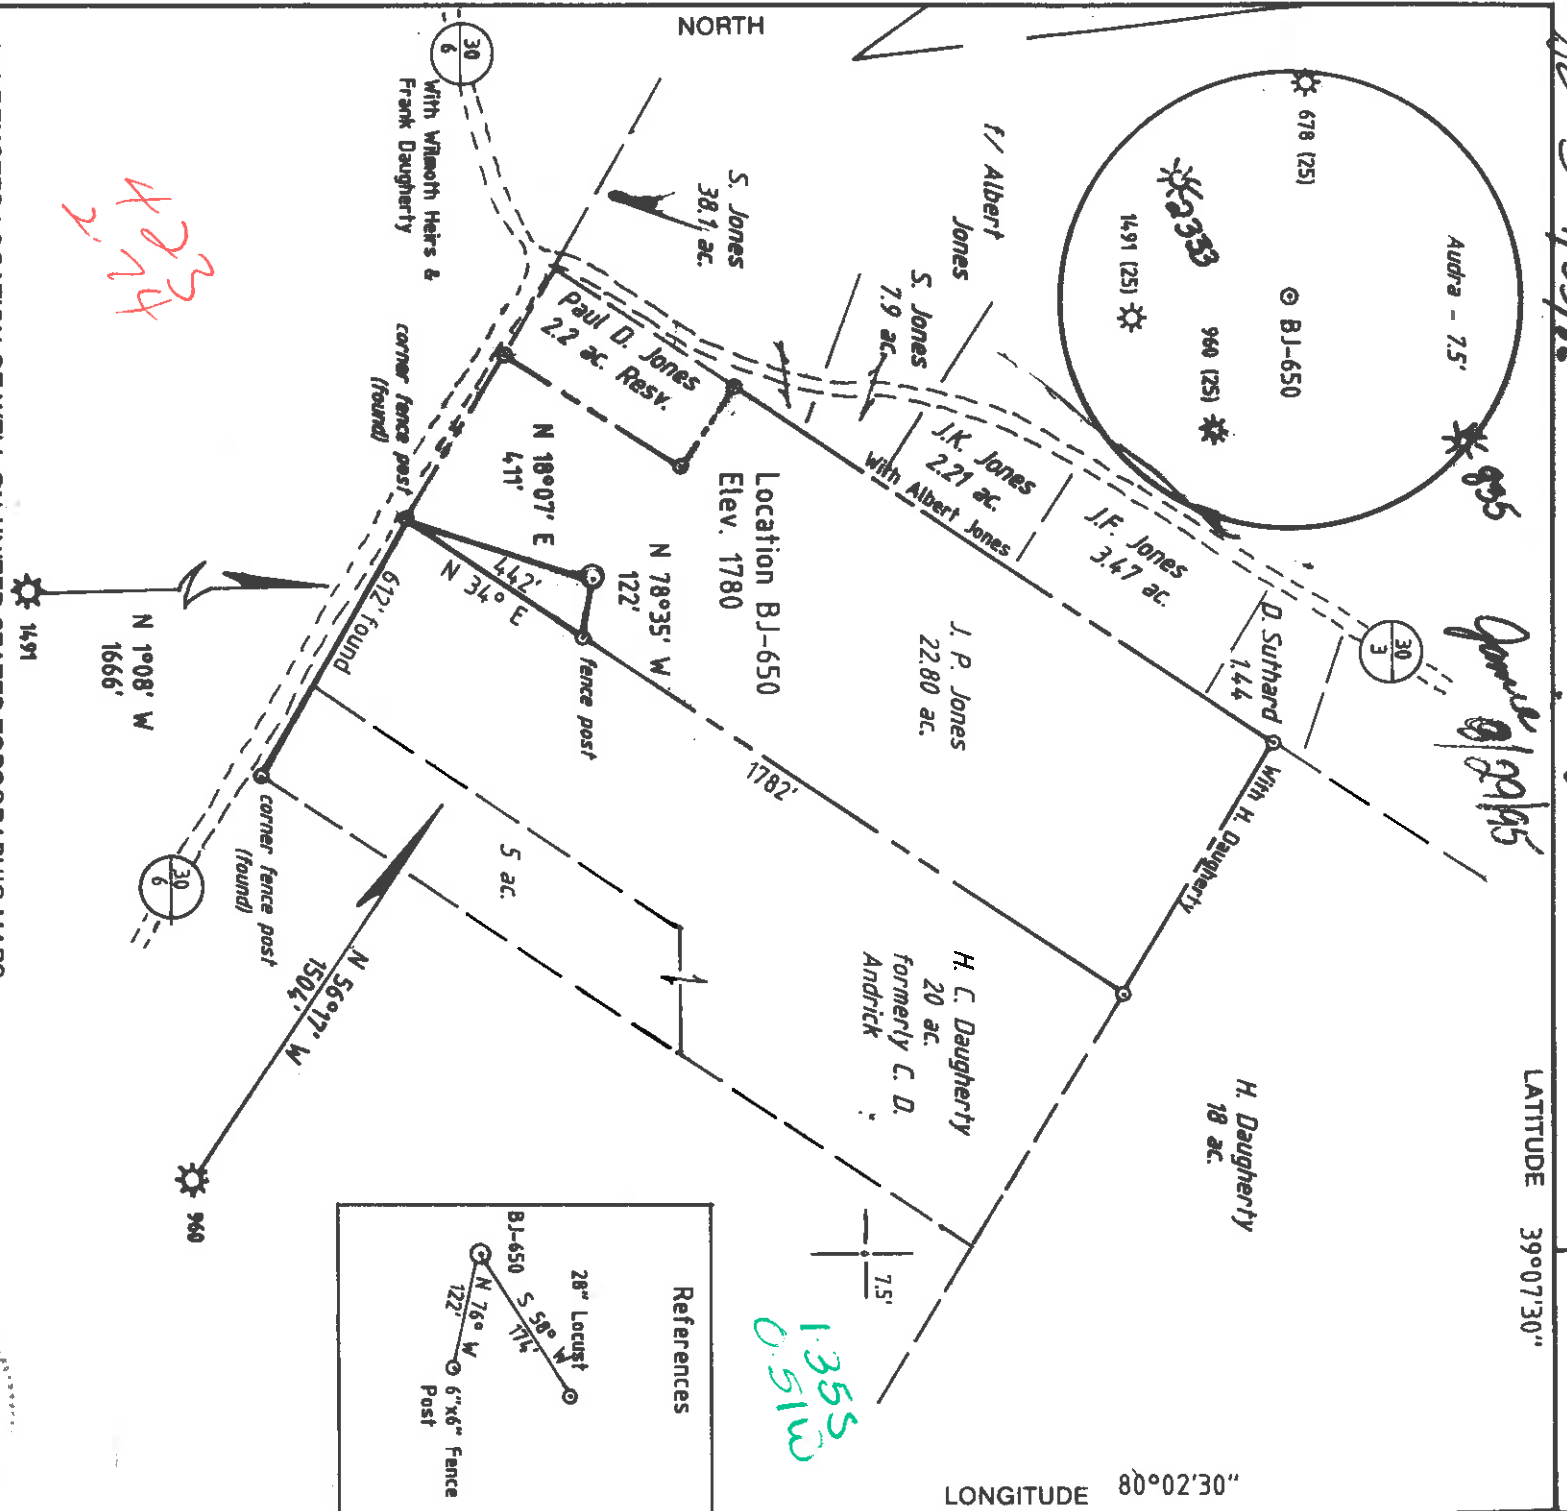 NORTH
LATITUDE 39°07'30"
LONGITUDE 80°02'30"
Audra - 7.5'
678 (25)
2333
1491 (25)
BJ-650
960 (25)
835
8/29/95
30
6
With Wilmoth Heirs &
Frank Daugherty
S. Jones
38.1 ac.
f/ Albert
Jones
S. Jones
7.9 ac.
J.K. Jones
2.21 ac.
With Albert Jones
J.F. Jones
3.47 ac.
D. Suthard
1.44
30
3
Paul D. Jones
2.2 ac. Resv.
corner fence post
(found)
N 18°07' E
411'
442'
N 34° E
N 78°35' W
122'
fence post
Location BJ-650
Elev. 1780
J. P. Jones
22.80 ac.
With H. Daugherty
1782'
612' found
5 ac.
corner fence post
(found)
30
6
H. C. Daugherty
20 ac.
formerly C. D.
Andrick
H. Daugherty
18 ac.
N 1°08' W
1666'
1491
N 56°17' W
1504'
960
7.5'
1.35S
0.51W
References
28" Locust
S 58° W
174'
BJ-650
N 76° W
122'
6"x6" Fence
Post